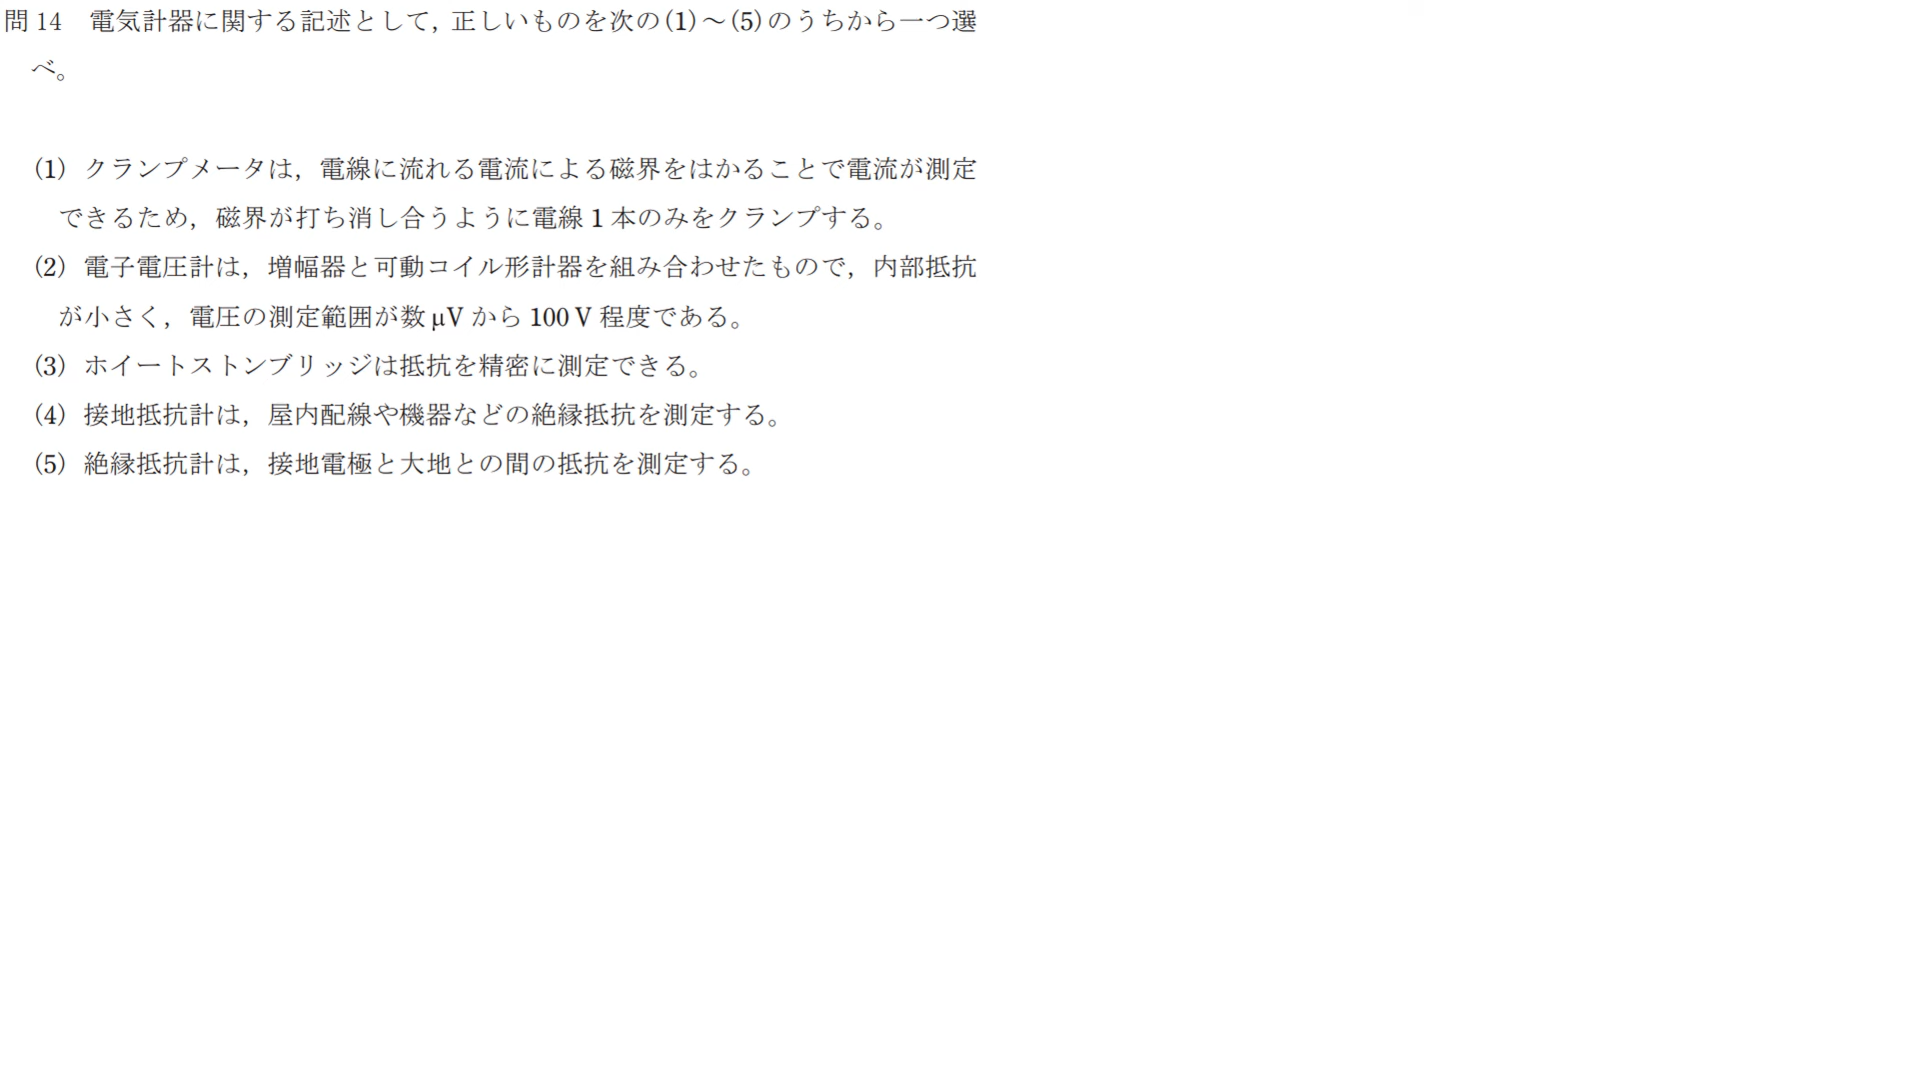 問 14　電気計器に関する記述として，正しいものを次の(1)～(5)のうちから一つ選
べ。
(1) クランプメータは，電線に流れる電流による磁界をはかることで電流が測定
できるため，磁界が打ち消し合うように電線 1 本のみをクランプする。
(2) 電子電圧計は，増幅器と可動コイル形計器を組み合わせたもので，内部抵抗
が小さく，電圧の測定範囲が数 μV から 100 V 程度である。
(3) ホイートストンブリッジは抵抗を精密に測定できる。
(4) 接地抵抗計は，屋内配線や機器などの絶縁抵抗を測定する。
(5) 絶縁抵抗計は，接地電極と大地との間の抵抗を測定する。